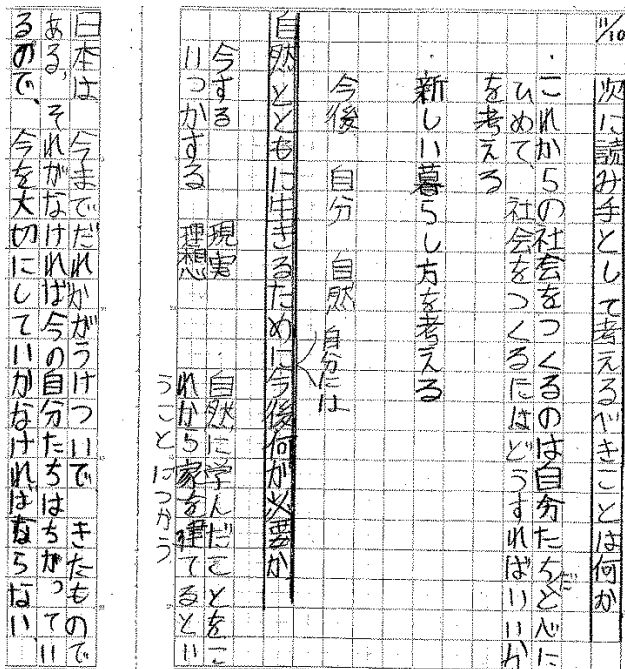 11/10
次に読み手として考えるべきことは何か
・これからの社会をつくるのは自分たちだと心に
ひめて、社会をつくるにはどうすればいいか
を考える
・新しい暮らし方を考える
今後 自分 自然 自分には
自然とともに生きるために今後何が必要か
今する 現実 自然に学んだことをこ
いつかする 理想 れから家を建てるとい
うことにつかう
日本は 今までだれかがうけついで きたもので
ある、それがなければ今の自分たちはちがってい
るので、今を大切にしていかなければならない